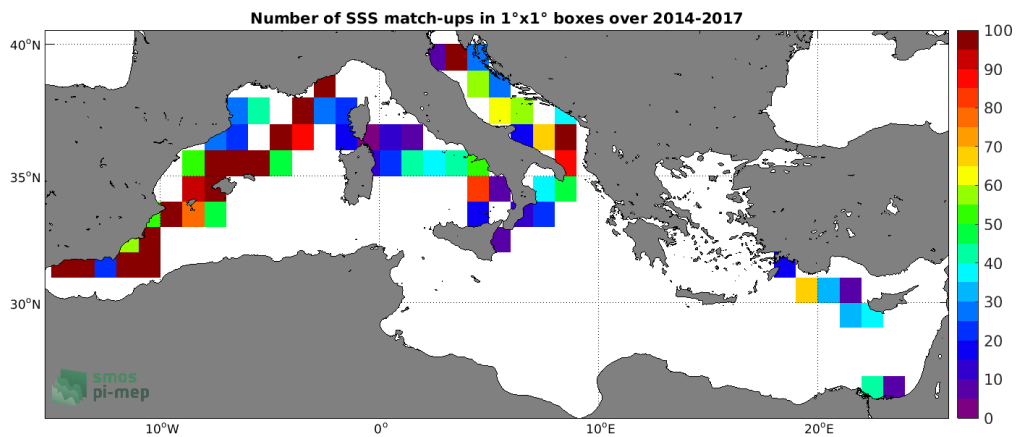 Number of SSS match-ups in 1°x1° boxes over 2014-2017
40°N
35°N
30°N
10°W
0°
10°E
20°E
100
90
80
70
60
50
40
30
20
10
0
smos
pi-mep